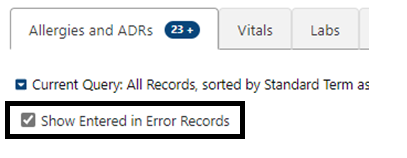 Allergies and ADRs 23 + Vitals Labs
Current Query: All Records, sorted by Standard Term as
Show Entered in Error Records